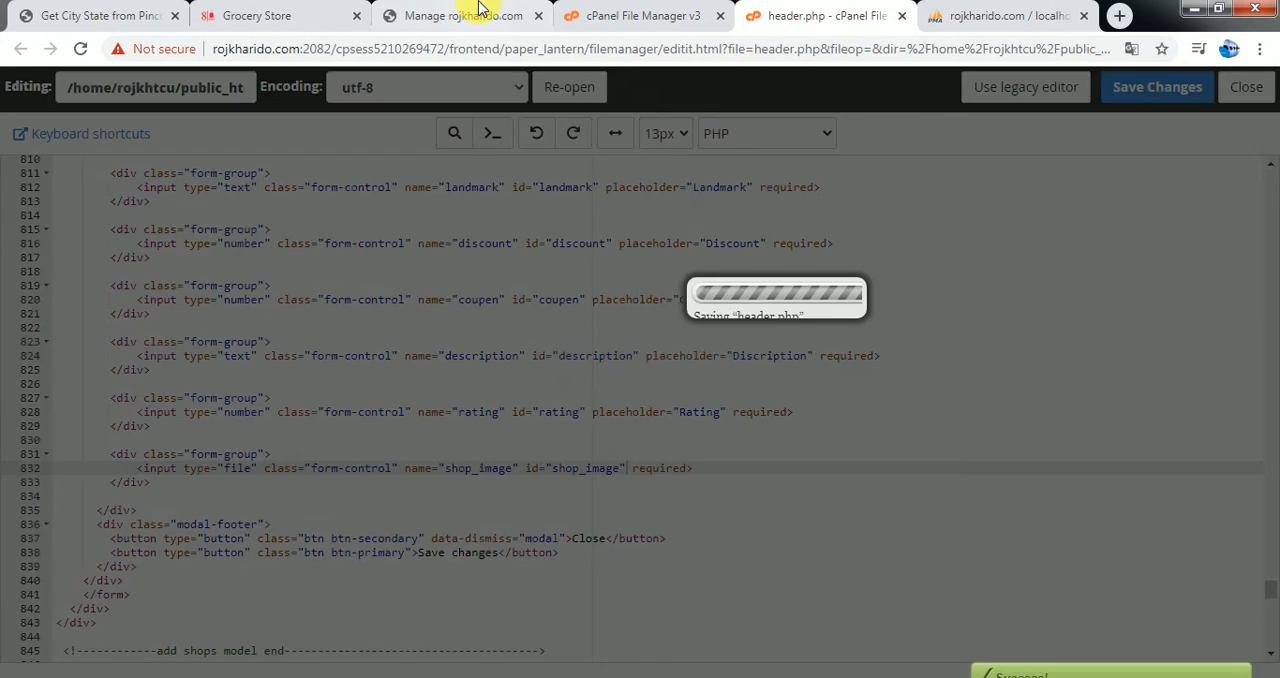 Get City State from Pinc
Grocery Store
Manage rojkharido.com
cPanel File Manager v3
header.php - cPanel File
rojkharido.com / localho
Not secure
rojkharido.com:2082/cpsess5210269472/frontend/paper_lantern/filemanager/editit.html?file=header.php&fileop=&dir=%2Fhome%2Frojkhtcu%2Fpublic_...
Editing:
/home/rojkhtcu/public_ht
Encoding:
utf-8
Re-open
Use legacy editor
Save Changes
Close
Keyboard shortcuts
13px
PHP
810
811 <div class="form-group">
812 <input type="text" class="form-control" name="landmark" id="landmark" placeholder="Landmark" required>
813 </div>
814
815 <div class="form-group">
816 <input type="number" class="form-control" name="discount" id="discount" placeholder="Discount" required>
817 </div>
818
819 <div class="form-group">
820 <input type="number" class="form-control" name="coupen" id="coupen" placeholder="
821 </div>
822
823 <div class="form-group">
824 <input type="text" class="form-control" name="description" id="description" placeholder="Discription" required>
825 </div>
826
827 <div class="form-group">
828 <input type="number" class="form-control" name="rating" id="rating" placeholder="Rating" required>
829 </div>
830
831 <div class="form-group">
832 <input type="file" class="form-control" name="shop_image" id="shop_image" required>
833 </div>
834
835 </div>
836 <div class="modal-footer">
837 <button type="button" class="btn btn-secondary" data-dismiss="modal">Close</button>
838 <button type="button" class="btn btn-primary">Save changes</button>
839 </div>
840 </div>
841 </form>
842 </div>
843 </div>
844
845 <!------------add shops model end-------------------------------------->
Saving “header.php”
Success!